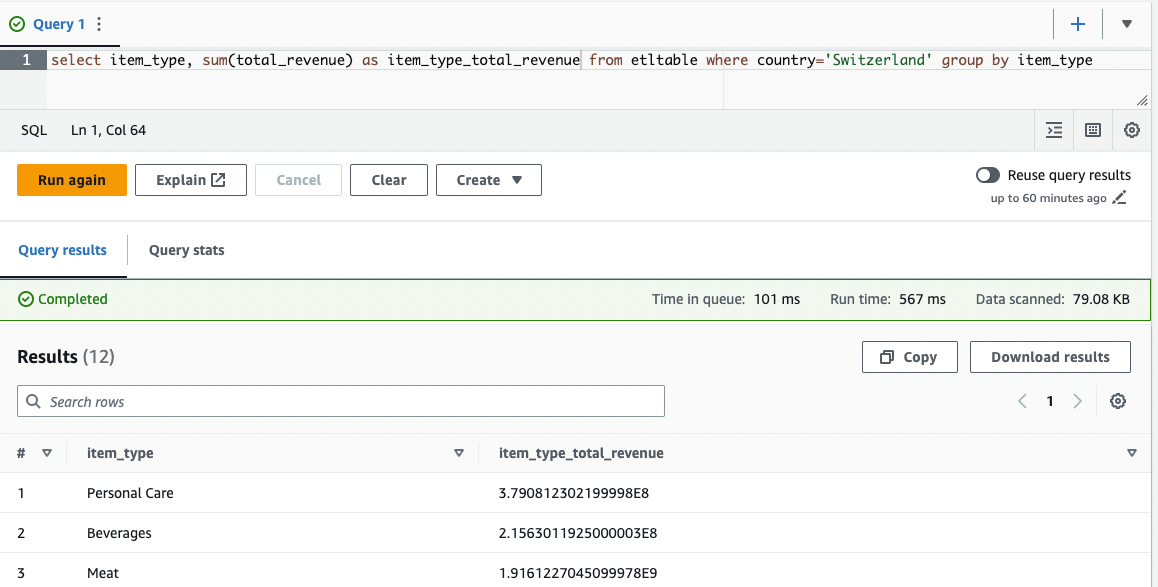 Query 1
1 select item_type, sum(total_revenue) as item_type_total_revenue from etltable where country='Switzerland' group by item_type
SQL Ln 1, Col 64
Run again Explain Cancel Clear Create Reuse query results
up to 60 minutes ago
Query results Query stats
Completed Time in queue: 101 ms Run time: 567 ms Data scanned: 79.08 KB
Results (12) Copy Download results
Search rows 1
# item_type item_type_total_revenue
1 Personal Care 3.790812302199998E8
2 Beverages 2.1563011925000003E8
3 Meat 1.9161227045099978E9